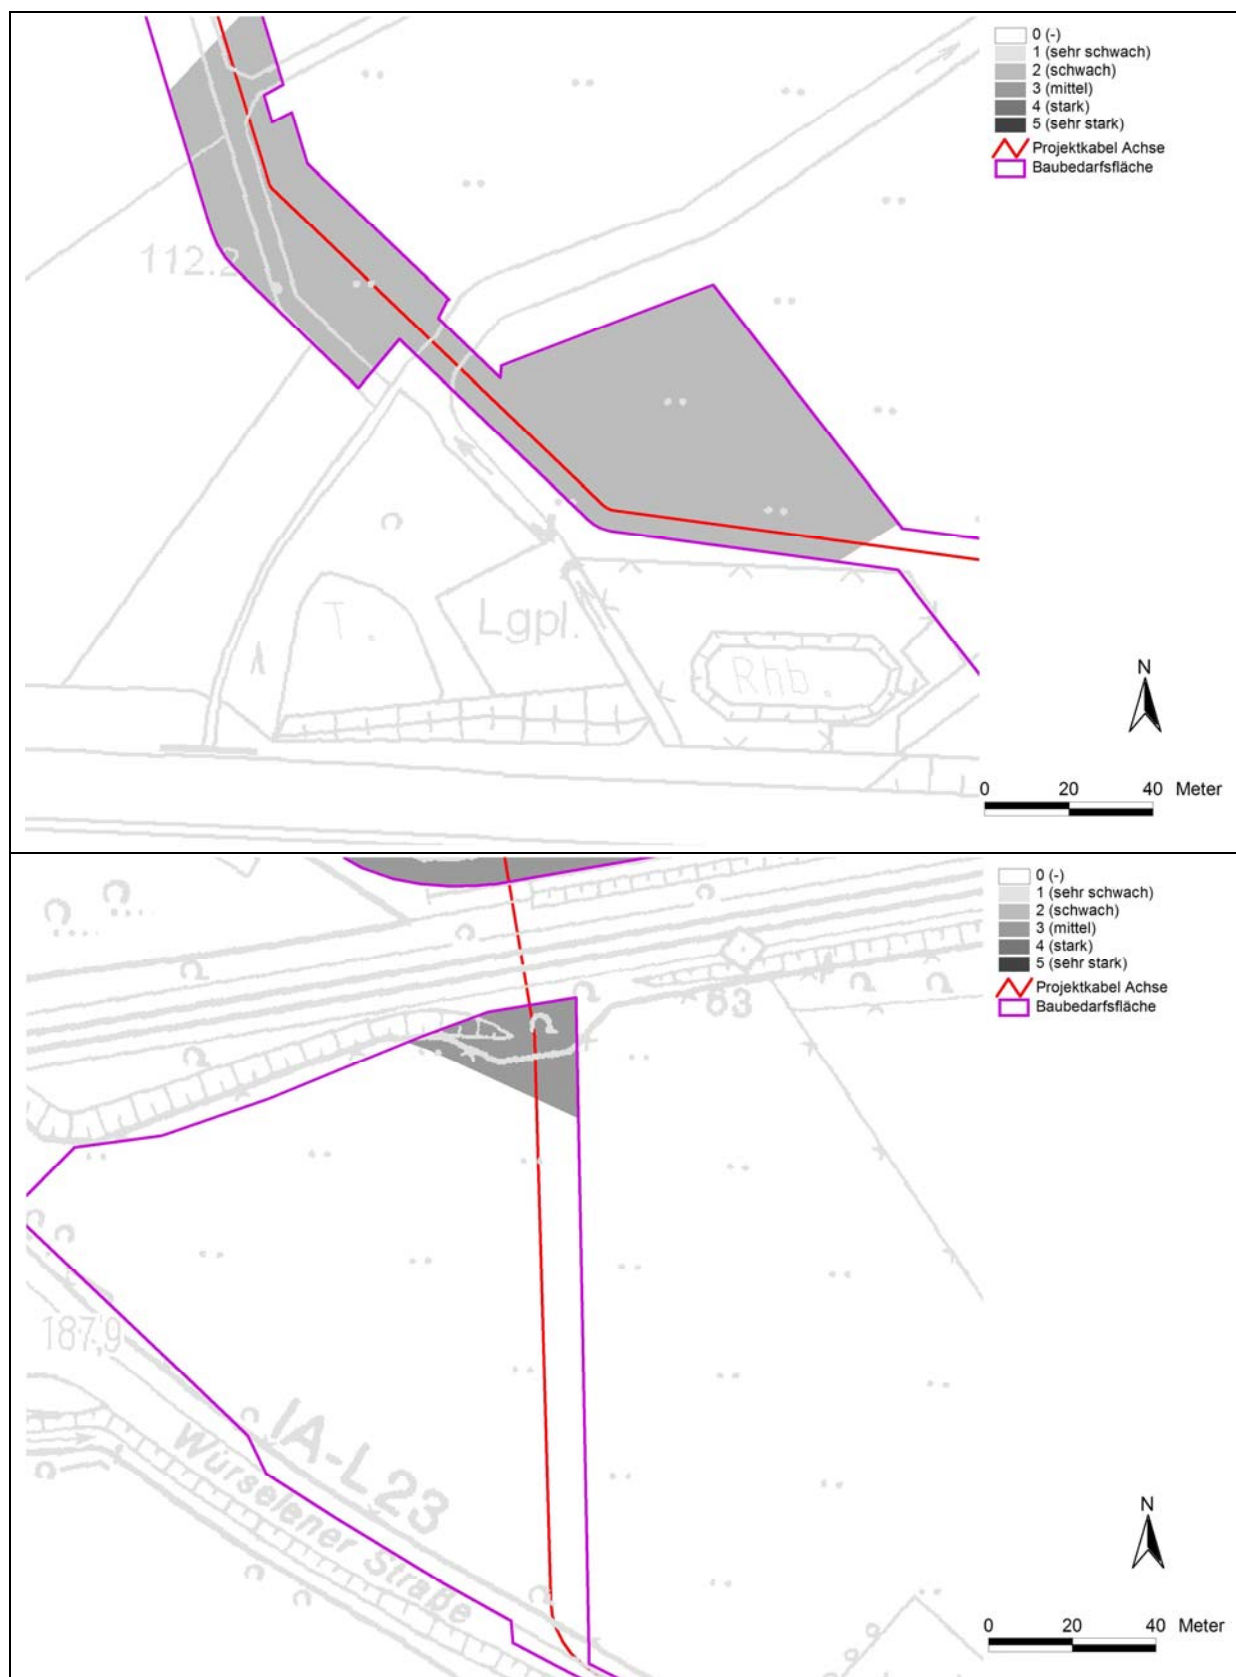 0 (-)
1 (sehr schwach)
2 (schwach)
3 (mittel)
4 (stark)
5 (sehr stark)
Projektkabel Achse
Baubedarfsfläche
112.2
T.
Lgpl.
Rhb.
N
0 20 40 Meter
0 (-)
1 (sehr schwach)
2 (schwach)
3 (mittel)
4 (stark)
5 (sehr stark)
Projektkabel Achse
Baubedarfsfläche
63
187,9
IA-L23
Würselener Straße
N
0 20 40 Meter